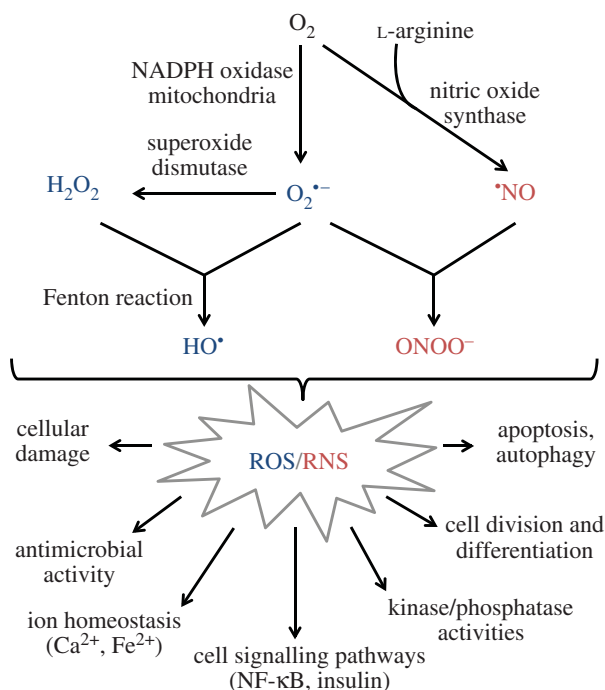 O₂
L-arginine
NADPH oxidase
mitochondria
nitric oxide
synthase
superoxide
dismutase
H₂O₂
O₂•−
•NO
Fenton reaction
HO•
ONOO−
cellular
damage
ROS/RNS
apoptosis,
autophagy
antimicrobial
activity
cell division and
differentiation
ion homeostasis
(Ca²⁺, Fe²⁺)
kinase/phosphatase
activities
cell signalling pathways
(NF-κB, insulin)